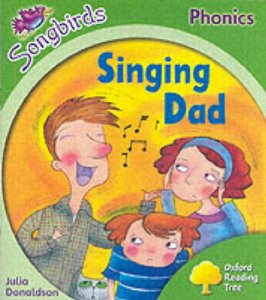 Songbirds
Phonics
Singing
Dad
Julia
Donaldson
Oxford
Reading
Tree